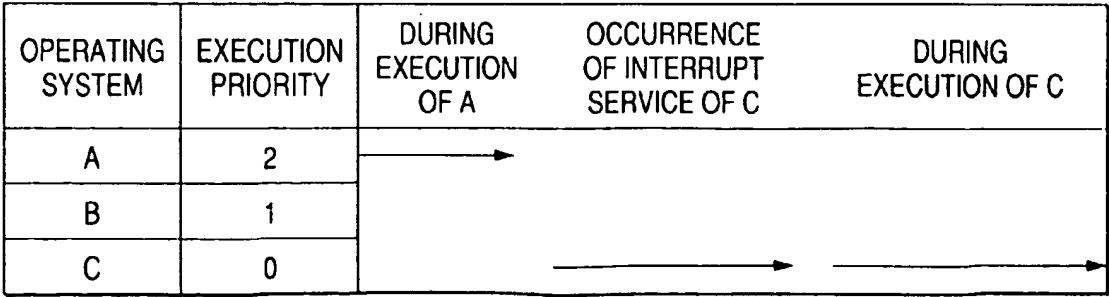 OPERATING
SYSTEM
EXECUTION
PRIORITY
DURING
EXECUTION
OF A
OCCURRENCE
OF INTERRUPT
SERVICE OF C
DURING
EXECUTION OF C
A 2
B 1
C 0